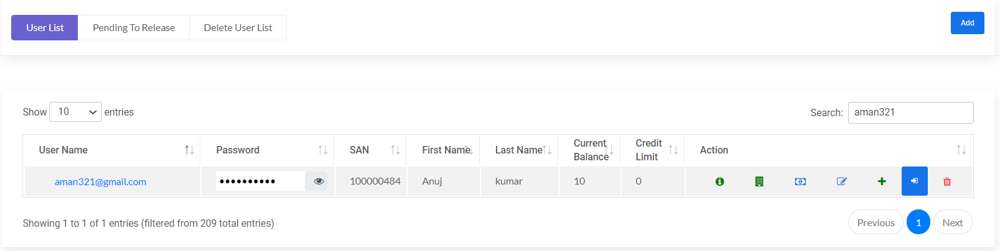 User List Pending To Release Delete User List Add
Show 10 entries Search: aman321
User Name Password SAN First Name Last Name Current Balance Credit Limit Action
aman321@gmail.com •••••••••• 100000484 Anuj kumar 10 0
Showing 1 to 1 of 1 entries (filtered from 209 total entries) Previous 1 Next